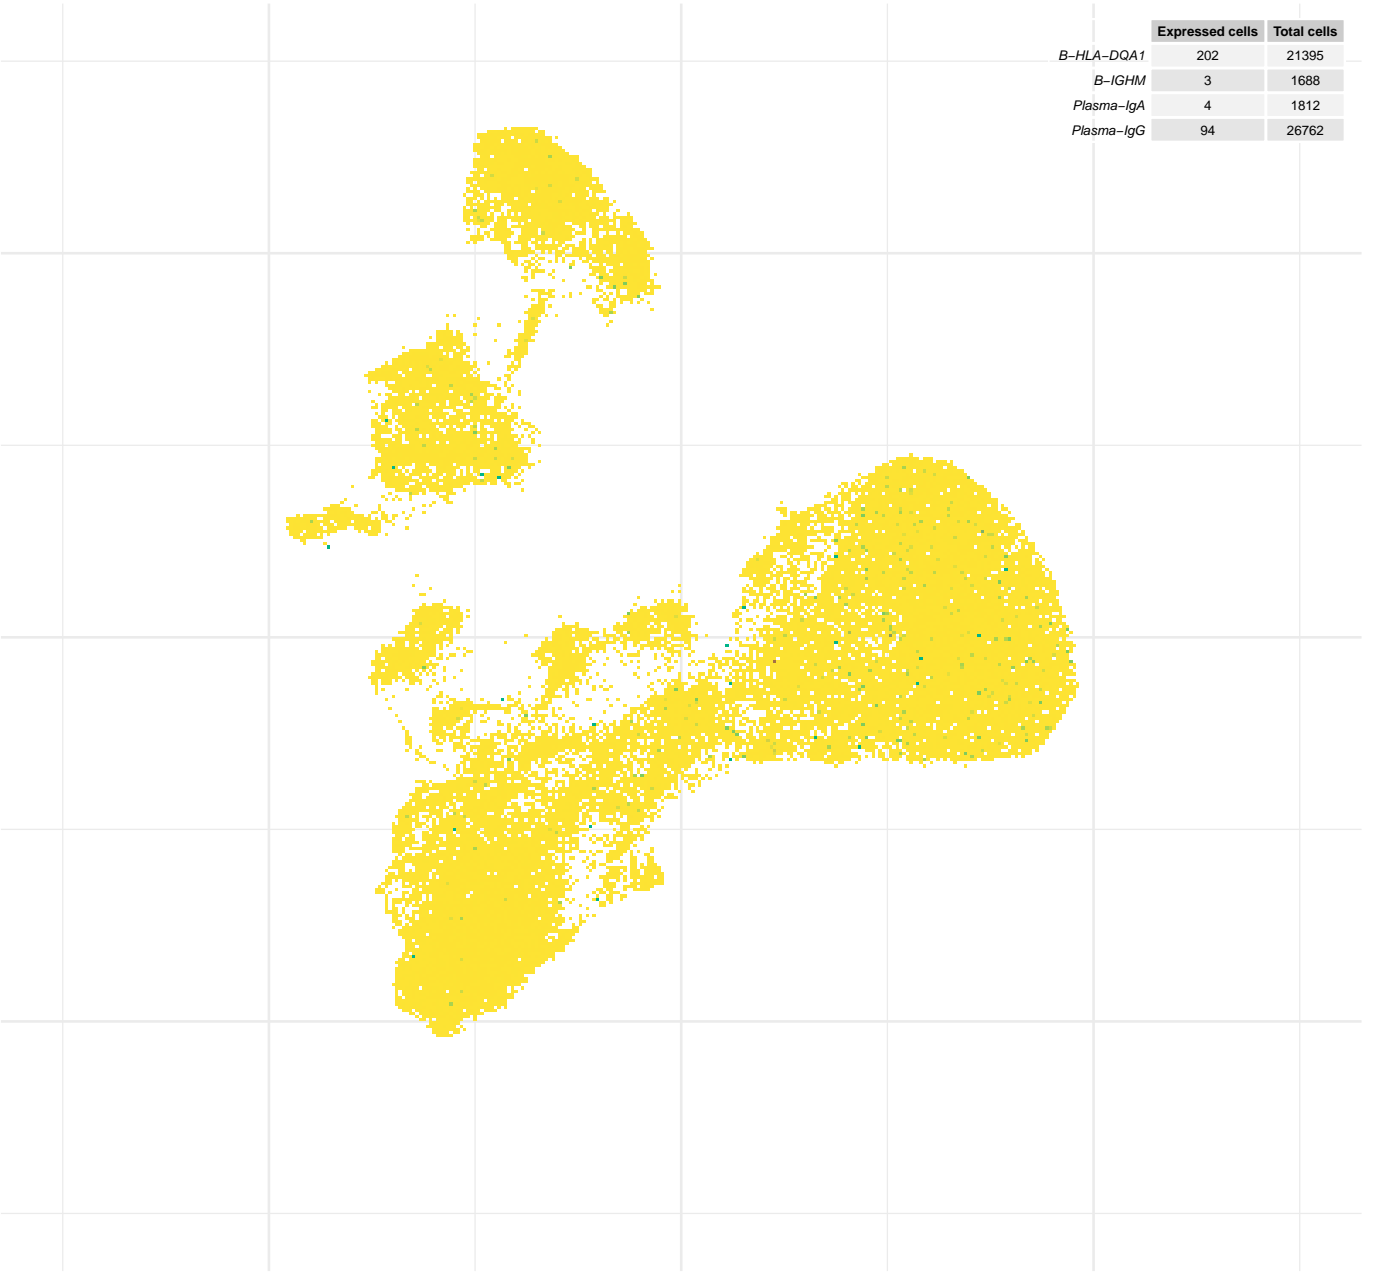 Expressed cells Total cells
B−HLA−DQA1 202 21395
B−IGHM 3 1688
Plasma−IgA 4 1812
Plasma−IgG 94 26762